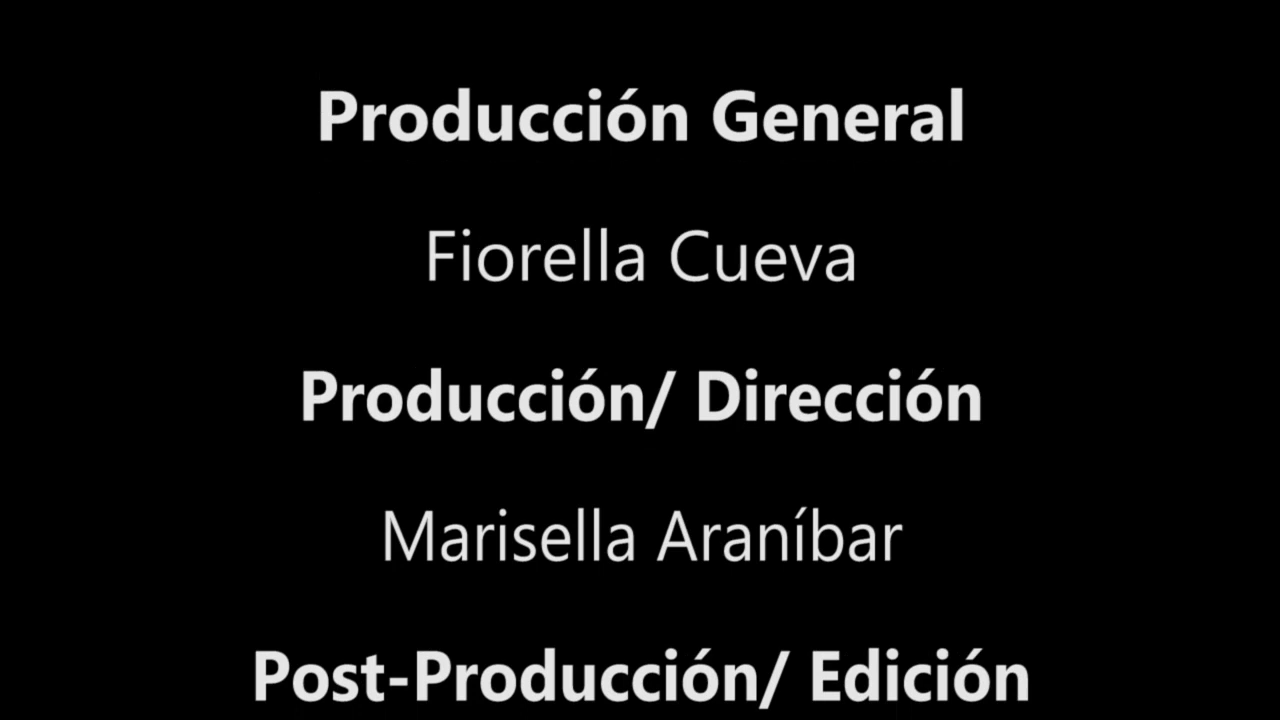 Producción General
Fiorella Cueva
Producción/ Dirección
Marisella Araníbar
Post-Producción/ Edición